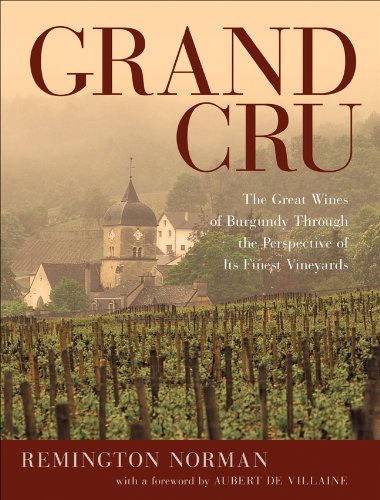 GRAND
CRU
The Great Wines
of Burgundy Through
the Perspective of
Its Finest Vineyards
REMINGTON NORMAN
with a foreword by AUBERT DE VILLAINE